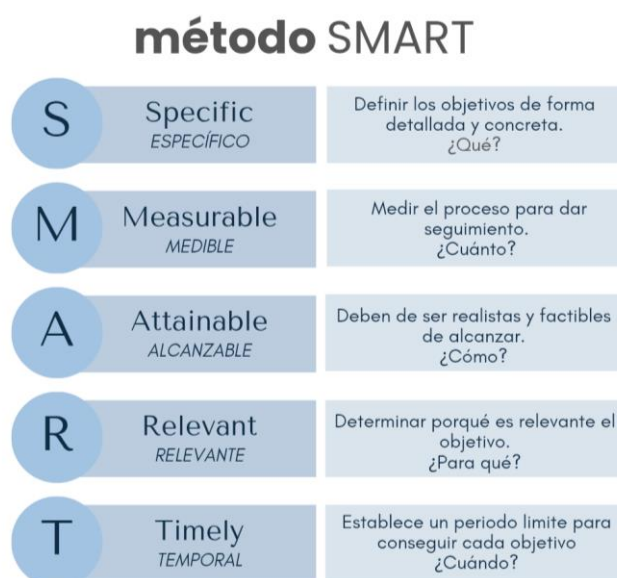 método SMART
S
Specific
ESPECÍFICO
Definir los objetivos de forma
detallada y concreta.
¿Qué?
M
Measurable
MEDIBLE
Medir el proceso para dar
seguimiento.
¿Cuánto?
A
Attainable
ALCANZABLE
Deben de ser realistas y factibles
de alcanzar.
¿Cómo?
R
Relevant
RELEVANTE
Determinar porqué es relevante el
objetivo.
¿Para qué?
T
Timely
TEMPORAL
Establece un periodo limite para
conseguir cada objetivo
¿Cuándo?